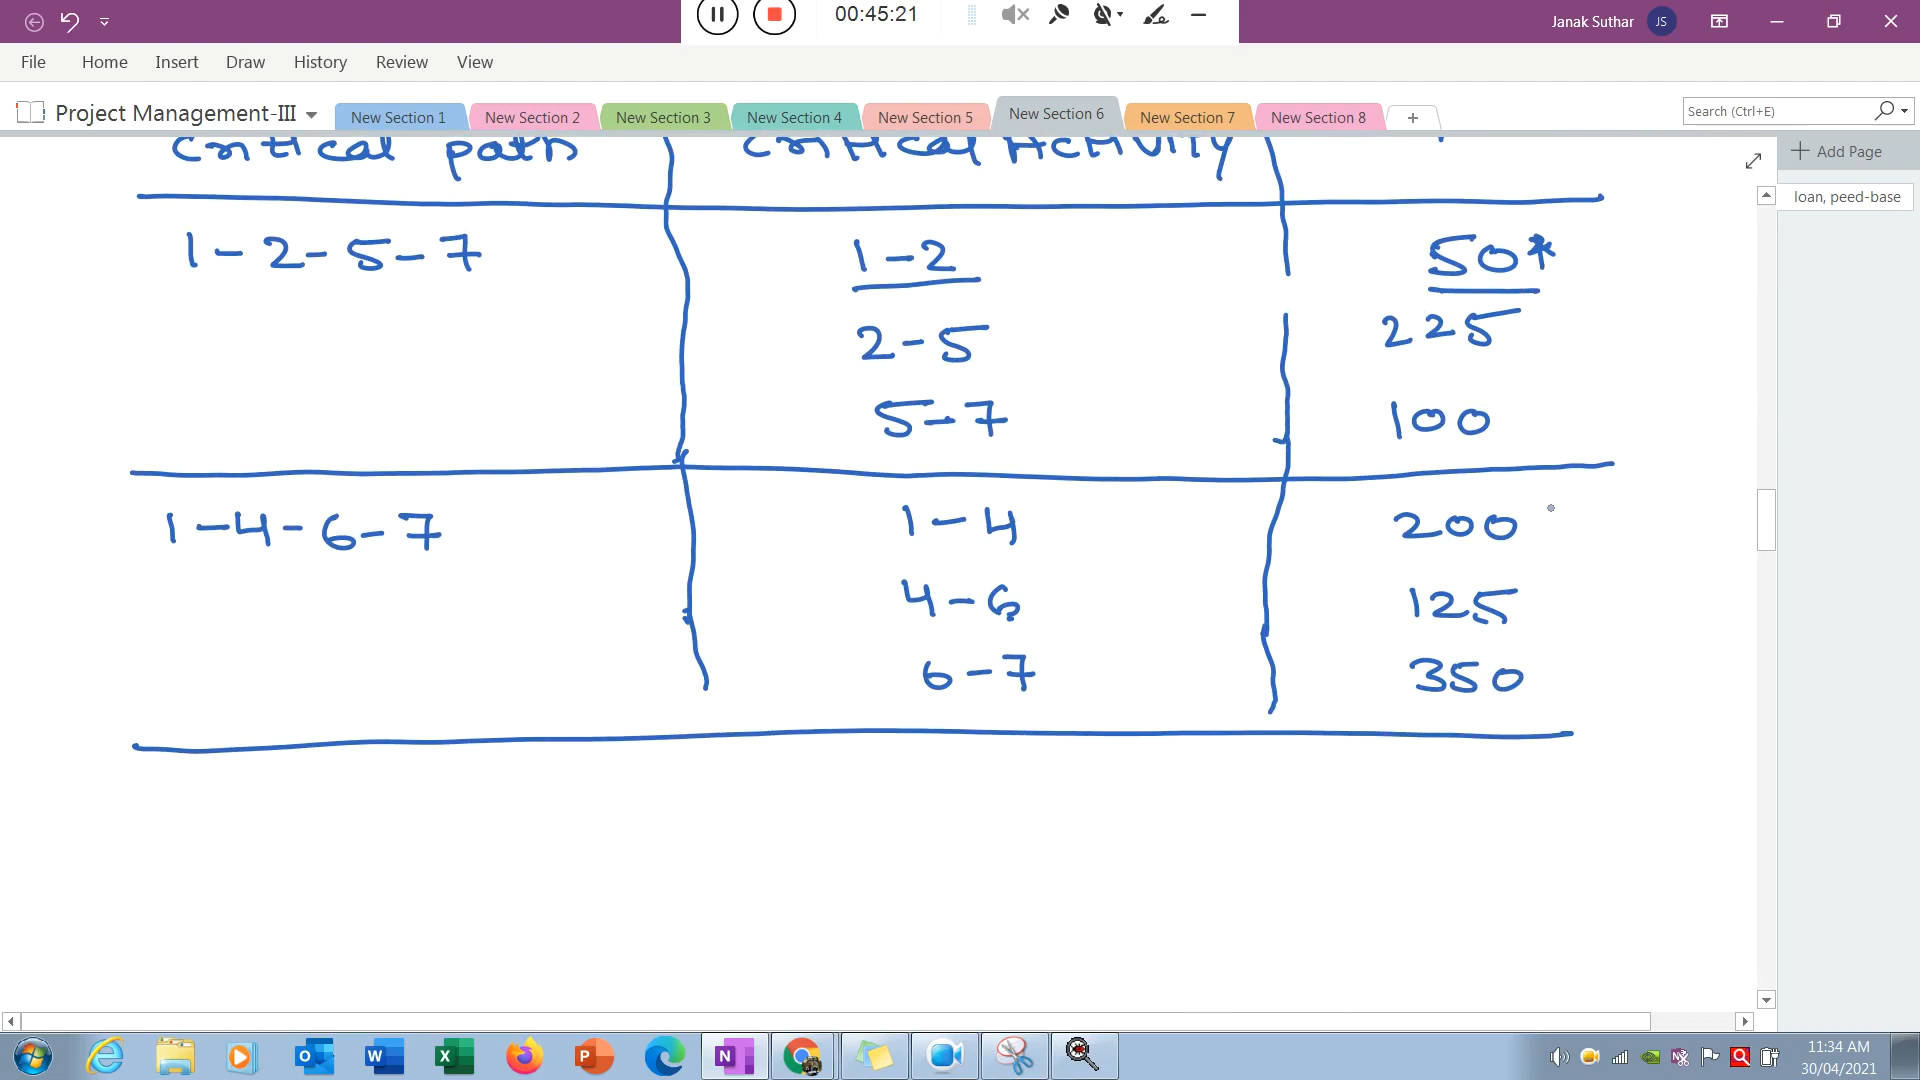 00:45:21
Janak Suthar JS
File Home Insert Draw History Review View
Project Management-III New Section 1 New Section 2 New Section 3 New Section 4 New Section 5 New Section 6 New Section 7 New Section 8 + Search (Ctrl+E)
Add Page
loan, peed-base
Critical path Critical Activity
1-2-5-7 1-2 50*
2-5 225
5-7 100
1-4-6-7 1-4 200
4-6 125
6-7 350
11:34 AM
30/04/2021